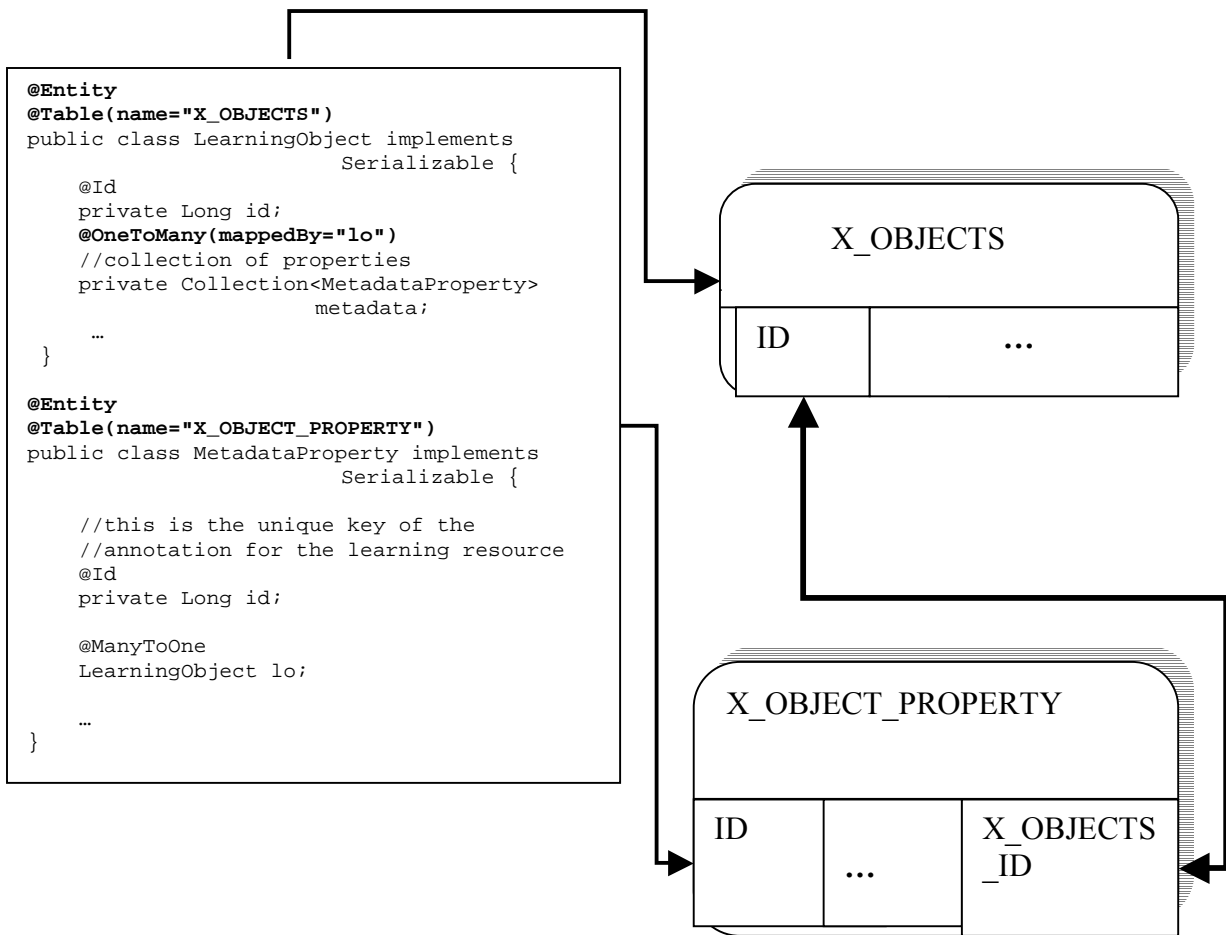 @Entity
@Table(name="X_OBJECTS")
public class LearningObject implements
Serializable {
@Id
private Long id;
@OneToMany(mappedBy="lo")
//collection of properties
private Collection<MetadataProperty>
metadata;
…
}
@Entity
@Table(name="X_OBJECT_PROPERTY")
public class MetadataProperty implements
Serializable {
//this is the unique key of the
//annotation for the learning resource
@Id
private Long id;
@ManyToOne
LearningObject lo;
…
}
X_OBJECTS
ID
…
X_OBJECT_PROPERTY
ID
…
X_OBJECTS
_ID